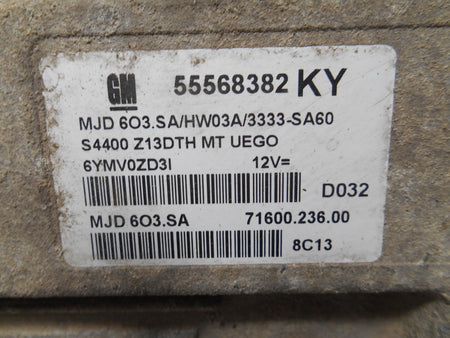 GM 55568382 KY
MJD 6O3.SA/HW03A/3333-SA60
S4400 Z13DTH MT UEGO
6YMV0ZD3I 12V=
D032
MJD 6O3.SA 71600.236.00
8C13